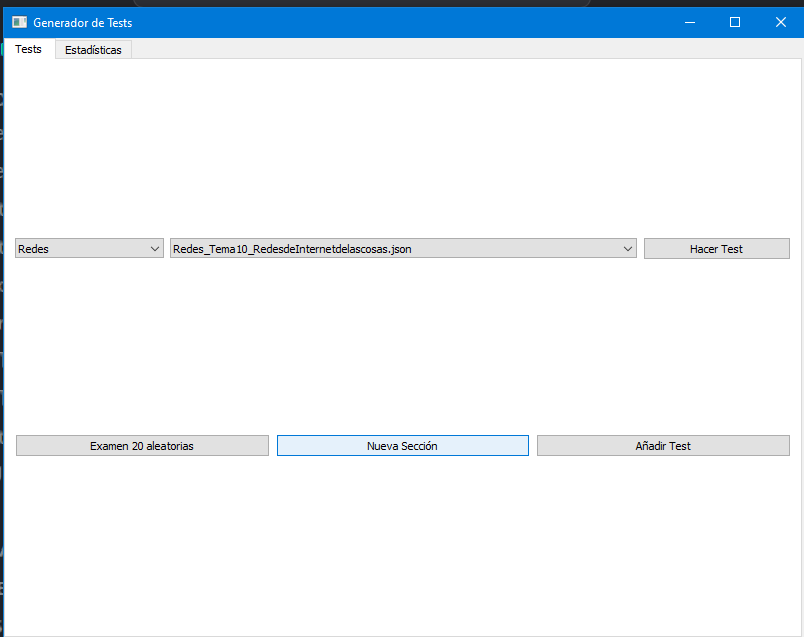 Generador de Tests
Tests Estadísticas
Redes Redes_Tema10_RedesdeInternetdelascosas.json Hacer Test
Examen 20 aleatorias Nueva Sección Añadir Test